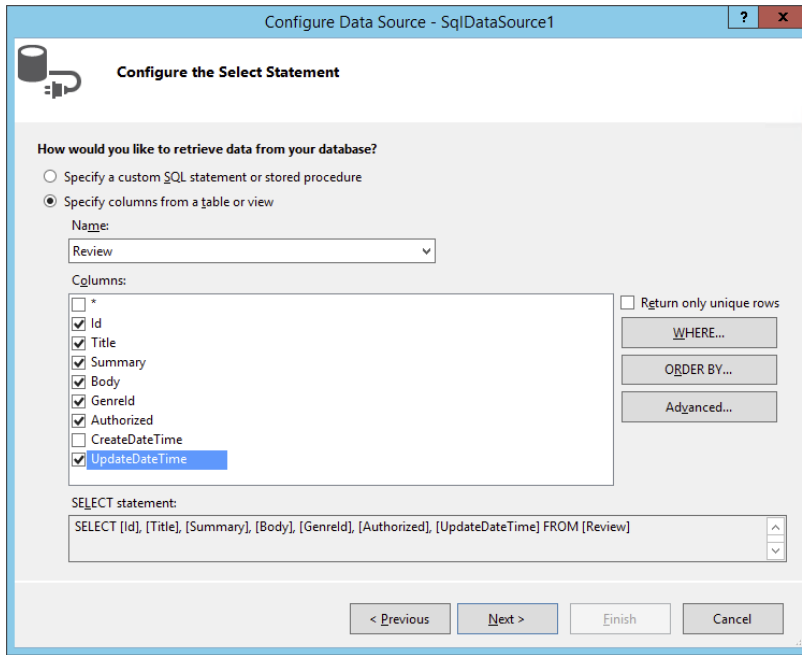 Configure Data Source - SqlDataSource1
?
x
Configure the Select Statement
How would you like to retrieve data from your database?
Specify a custom SQL statement or stored procedure
Specify columns from a table or view
Name:
Review
Columns:
*
Id
Title
Summary
Body
GenreId
Authorized
CreateDateTime
UpdateDateTime
Return only unique rows
WHERE...
ORDER BY...
Advanced...
SELECT statement:
SELECT [Id], [Title], [Summary], [Body], [GenreId], [Authorized], [UpdateDateTime] FROM [Review]
< Previous
Next >
Finish
Cancel